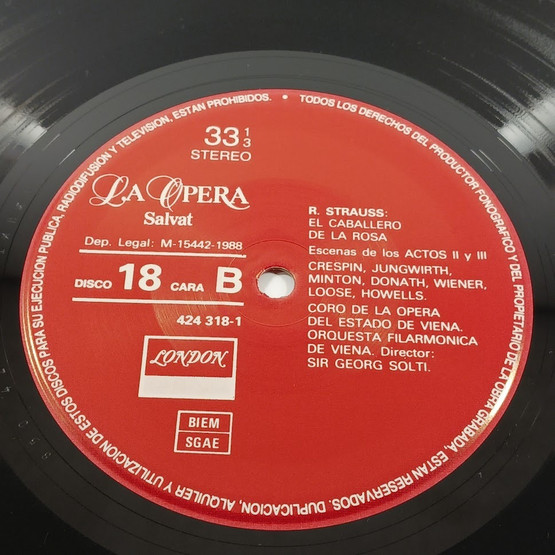 TODOS LOS DERECHOS DEL PRODUCTOR FONOGRAFICO Y DEL PROPIETARIO DE LA OBRA GRABADA, ESTAN RESERVADOS. DUPLICACION, ALQUILER Y UTILIZACION DE ESTOS DISCOS PARA SU EJECUCION PUBLICA, RADIODIFUSION Y TELEVISION, ESTAN PROHIBIDOS. •
33 1/3
STEREO
LA OPERA
Salvat
Dep. Legal: M-15442-1988
DISCO 18 CARA B
424 318-1
LONDON
BIEM
SGAE
R. STRAUSS:
EL CABALLERO
DE LA ROSA
Escenas de los ACTOS II y III
CRESPIN, JUNGWIRTH,
MINTON, DONATH, WIENER,
LOOSE, HOWELLS.
CORO DE LA OPERA
DEL ESTADO DE VIENA.
ORQUESTA FILARMONICA
DE VIENA. Director:
SIR GEORG SOLTI.